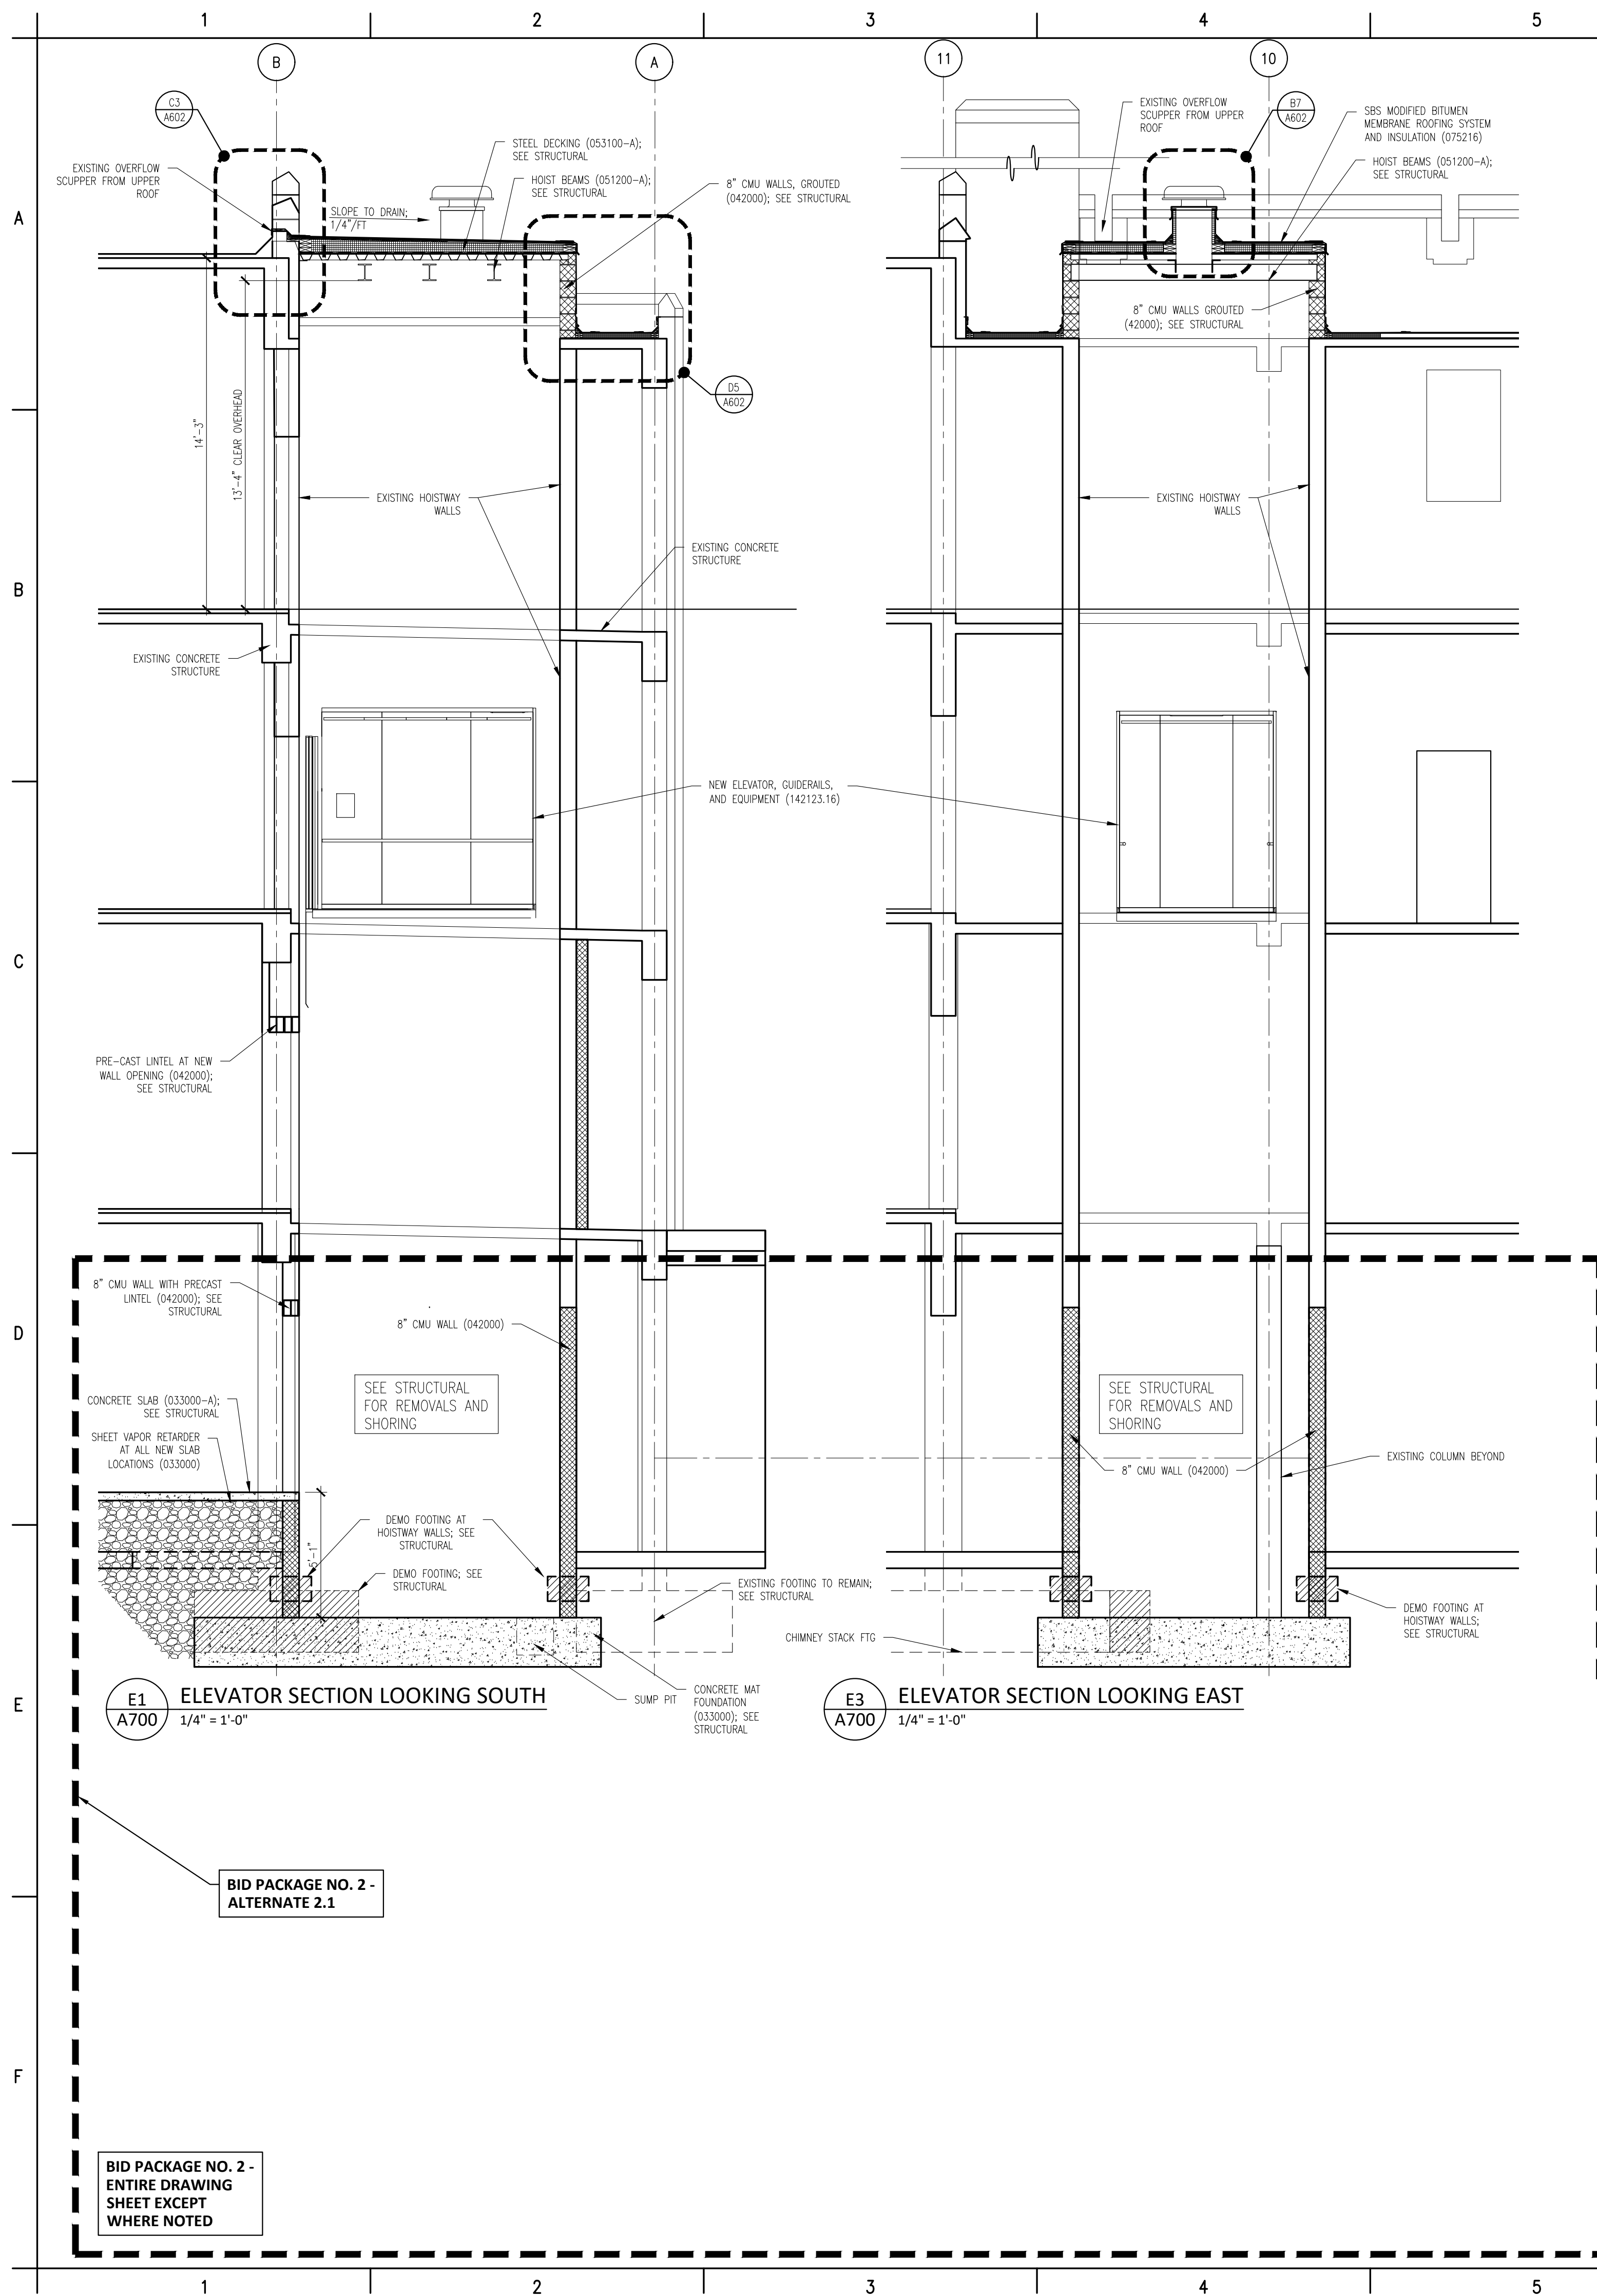 1
2
3
4
5
B
A
11
10
C3
A602
B7
A602
EXISTING OVERFLOW
SCUPPER FROM UPPER
ROOF
SLOPE TO DRAIN;
1/4"/FT
STEEL DECKING (053100-A);
SEE STRUCTURAL
HOIST BEAMS (051200-A);
SEE STRUCTURAL
8" CMU WALLS, GROUTED
(042000); SEE STRUCTURAL
EXISTING OVERFLOW
SCUPPER FROM UPPER
ROOF
SBS MODIFIED BITUMEN
MEMBRANE ROOFING SYSTEM
AND INSULATION (075216)
HOIST BEAMS (051200-A);
SEE STRUCTURAL
8" CMU WALLS GROUTED
(42000); SEE STRUCTURAL
A
D5
A602
14'-3"
13'-4" CLEAR OVERHEAD
EXISTING HOISTWAY
WALLS
EXISTING HOISTWAY
WALLS
EXISTING CONCRETE
STRUCTURE
B
EXISTING CONCRETE
STRUCTURE
NEW ELEVATOR, GUIDERAILS,
AND EQUIPMENT (142123.16)
C
PRE-CAST LINTEL AT NEW
WALL OPENING (042000);
SEE STRUCTURAL
8" CMU WALL WITH PRECAST
LINTEL (042000); SEE
STRUCTURAL
8" CMU WALL (042000)
D
SEE STRUCTURAL
FOR REMOVALS AND
SHORING
SEE STRUCTURAL
FOR REMOVALS AND
SHORING
CONCRETE SLAB (033000-A);
SEE STRUCTURAL
SHEET VAPOR RETARDER
AT ALL NEW SLAB
LOCATIONS (033000)
8" CMU WALL (042000)
EXISTING COLUMN BEYOND
DEMO FOOTING AT
HOISTWAY WALLS; SEE
STRUCTURAL
5'-1"
DEMO FOOTING; SEE
STRUCTURAL
EXISTING FOOTING TO REMAIN;
SEE STRUCTURAL
DEMO FOOTING AT
HOISTWAY WALLS;
SEE STRUCTURAL
CHIMNEY STACK FTG
SUMP PIT
CONCRETE MAT
FOUNDATION
(033000); SEE
STRUCTURAL
E
E1
A700
ELEVATOR SECTION LOOKING SOUTH
1/4" = 1'-0"
E3
A700
ELEVATOR SECTION LOOKING EAST
1/4" = 1'-0"
BID PACKAGE NO. 2 -
ALTERNATE 2.1
F
BID PACKAGE NO. 2 -
ENTIRE DRAWING
SHEET EXCEPT
WHERE NOTED
1
2
3
4
5